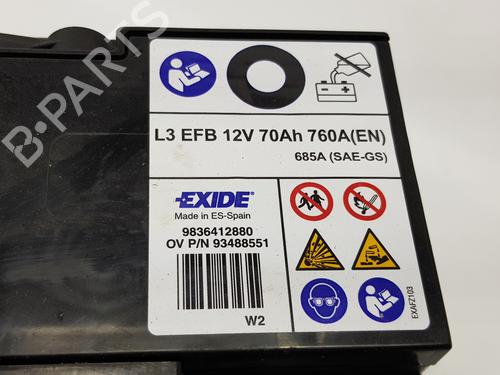 B-PARTS
L3 EFB 12V 70Ah 760A(EN)
685A (SAE-GS)
EXIDE
Made in ES-Spain
9836412880
OV P/N 93488551
W2
EXAFZ103